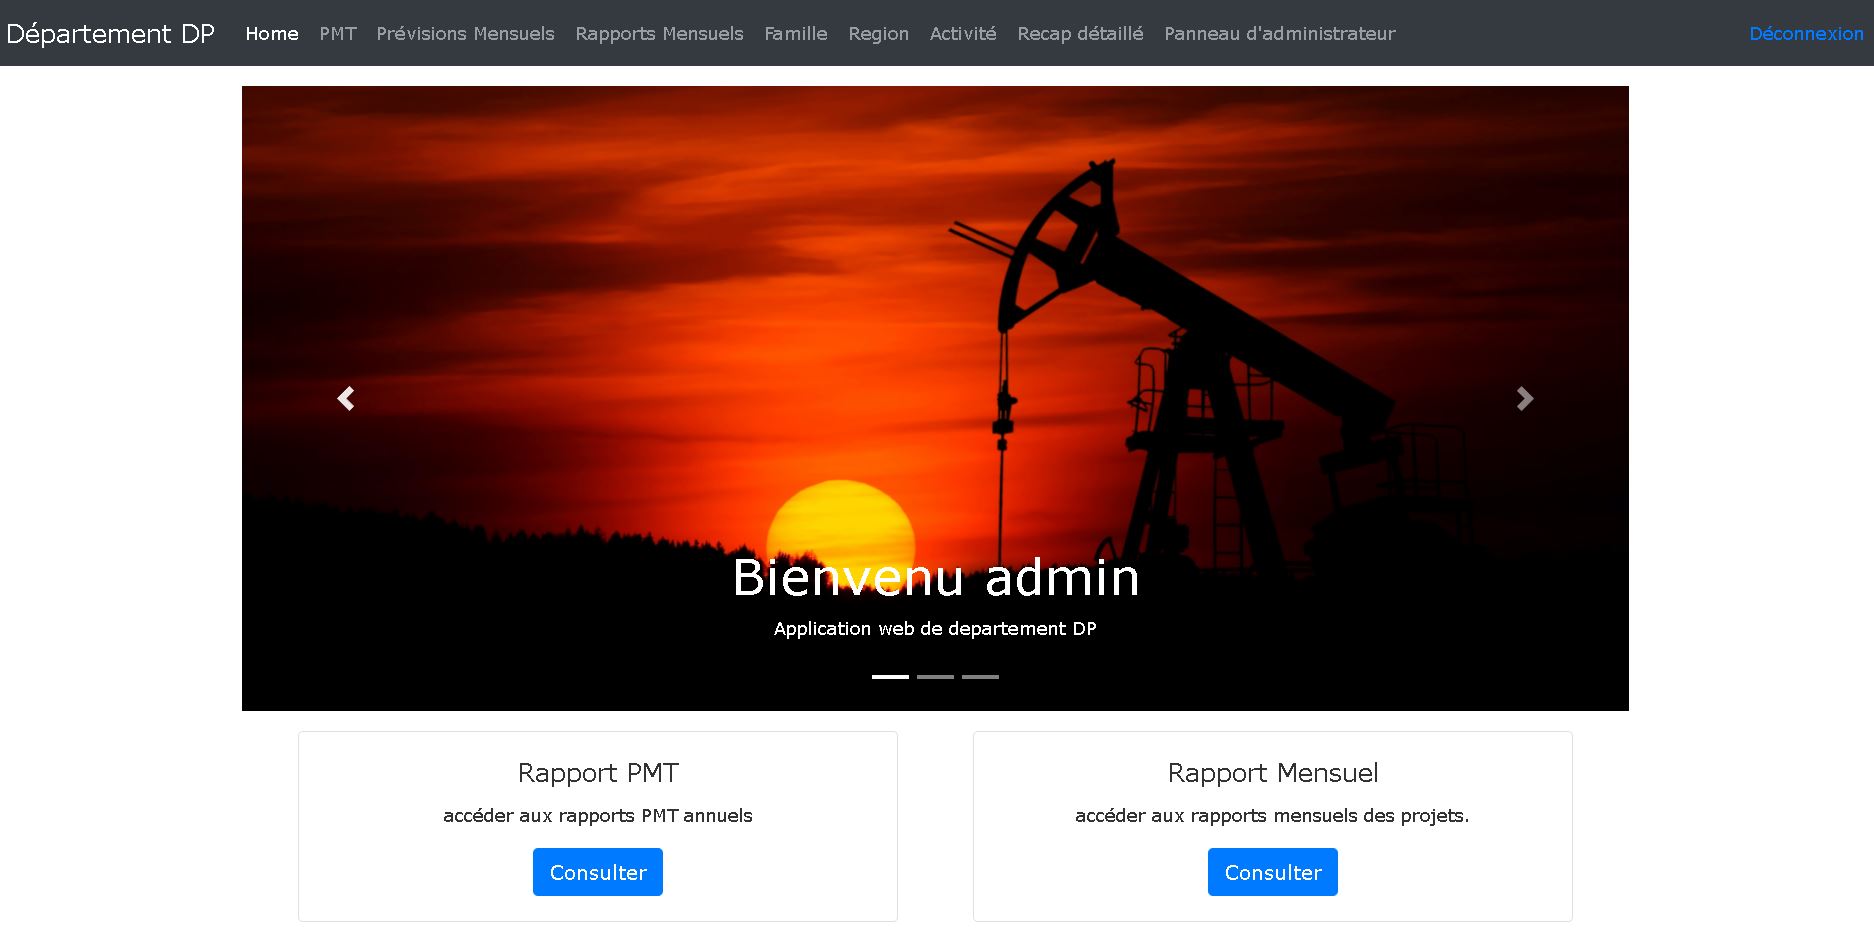 Département DP Home PMT Prévisions Mensuels Rapports Mensuels Famille Region Activité Recap détaillé Panneau d'administrateur Déconnexion
Bienvenu admin
Application web de departement DP
Rapport PMT
accéder aux rapports PMT annuels
Consulter
Rapport Mensuel
accéder aux rapports mensuels des projets.
Consulter